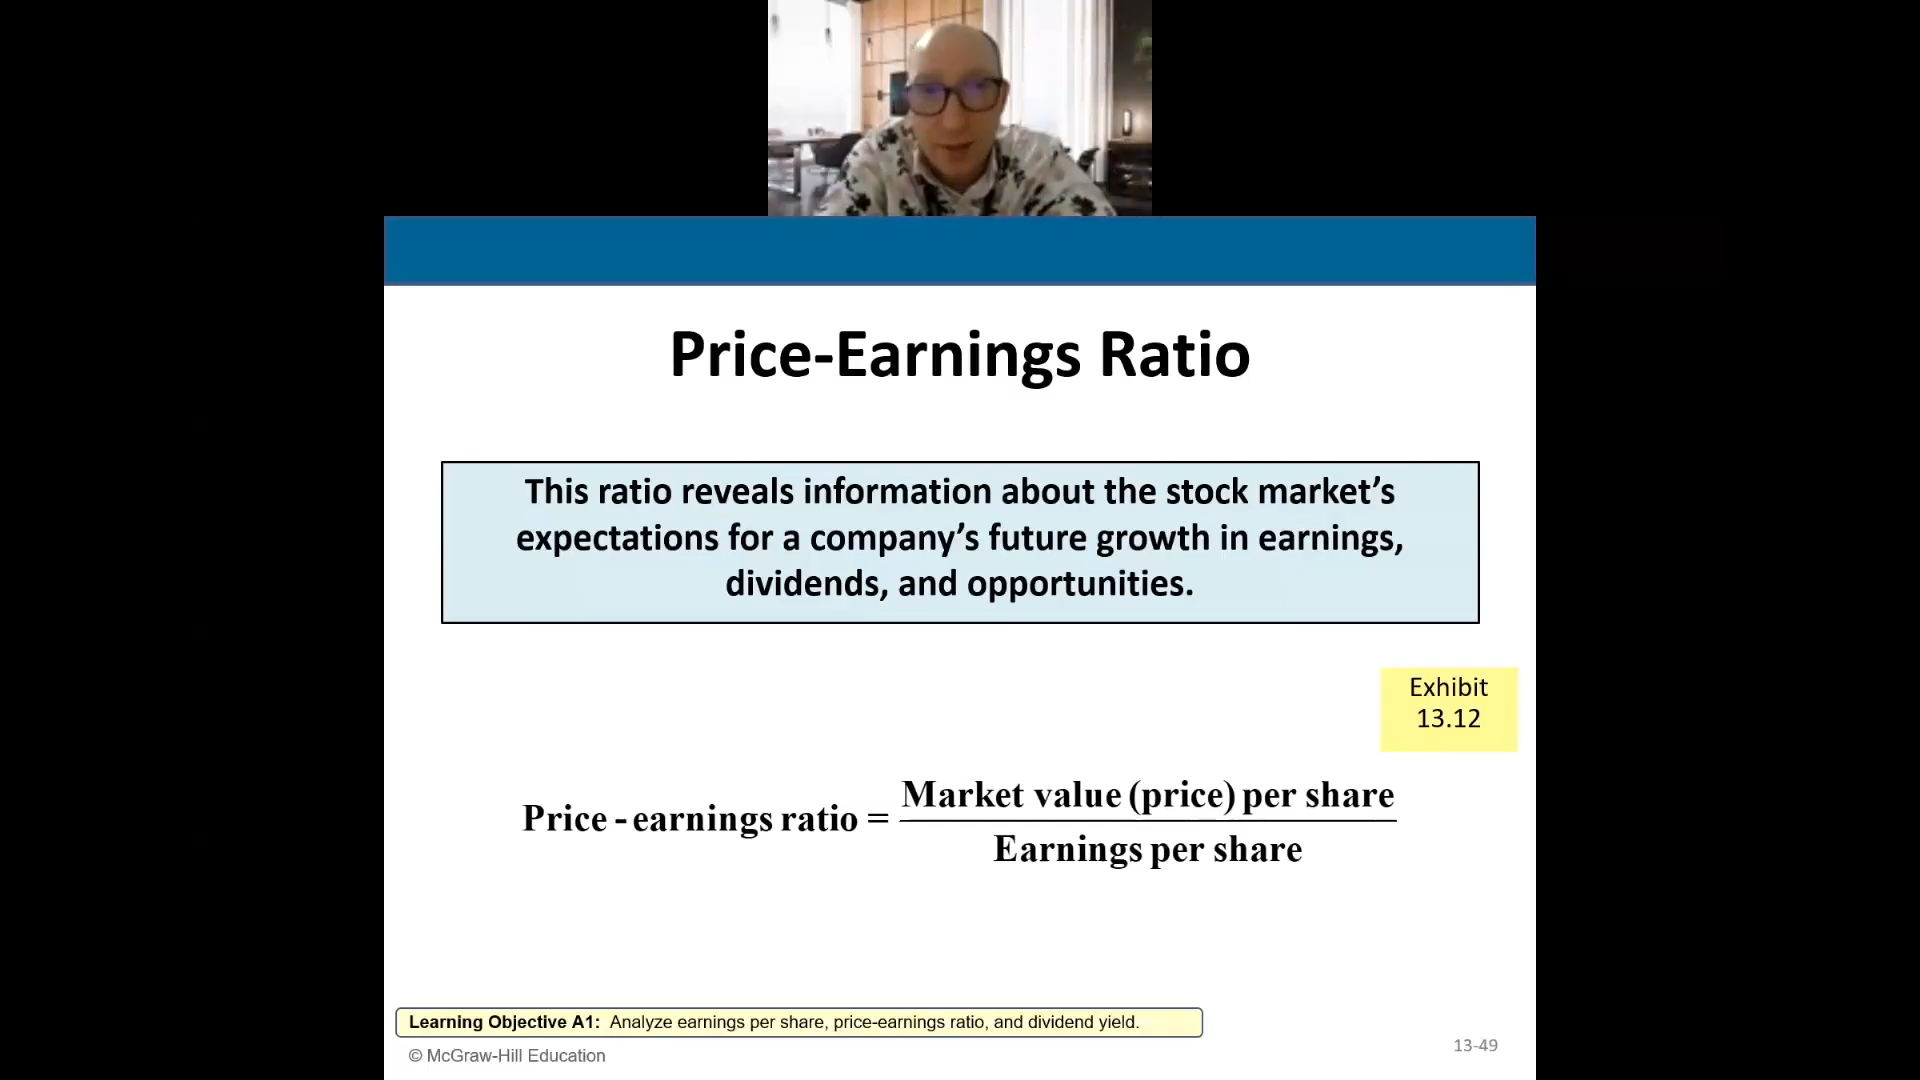 Price-Earnings Ratio
This ratio reveals information about the stock market’s
expectations for a company’s future growth in earnings,
dividends, and opportunities.
Exhibit
13.12
Price - earnings ratio = Market value (price) per share
Earnings per share
Learning Objective A1: Analyze earnings per share, price-earnings ratio, and dividend yield.
© McGraw-Hill Education
13-49